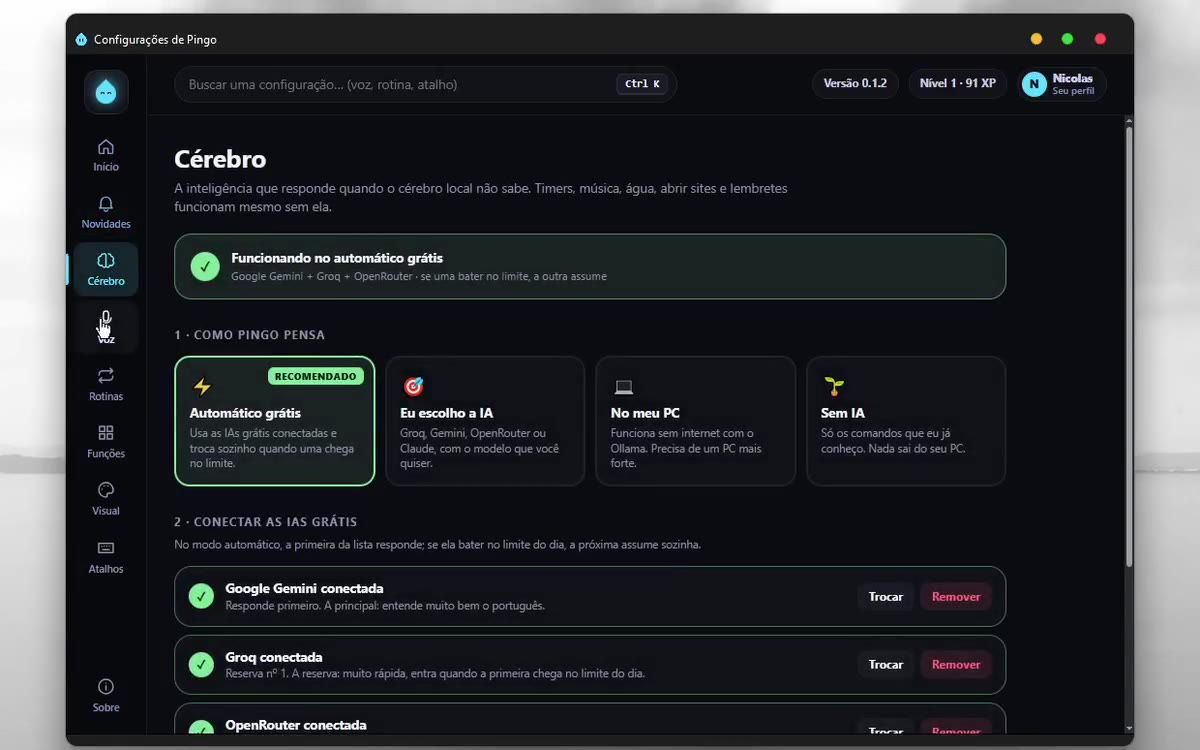 Configurações de Pingo
Buscar uma configuração... (voz, rotina, atalho)
Ctrl K
Versão 0.1.2
Nível 1 · 91 XP
N
Nicolas
Seu perfil
Início
Novidades
Cérebro
Voz
Rotinas
Funções
Visual
Atalhos
Sobre
Cérebro
A inteligência que responde quando o cérebro local não sabe. Timers, música, água, abrir sites e lembretes
funcionam mesmo sem ela.
Funcionando no automático grátis
Google Gemini + Groq + OpenRouter · se uma bater no limite, a outra assume
1 · COMO PINGO PENSA
RECOMENDADO
Automático grátis
Usa as IAs grátis conectadas e
troca sozinho quando uma chega
no limite.
Eu escolho a IA
Groq, Gemini, OpenRouter ou
Claude, com o modelo que você
quiser.
No meu PC
Funciona sem internet com o
Ollama. Precisa de um PC mais
forte.
Sem IA
Só os comandos que eu já
conheço. Nada sai do seu PC.
2 · CONECTAR AS IAS GRÁTIS
No modo automático, a primeira da lista responde; se ela bater no limite do dia, a próxima assume sozinha.
Google Gemini conectada
Responde primeiro. A principal: entende muito bem o português.
Trocar
Remover
Groq conectada
Reserva nº 1. A reserva: muito rápida, entra quando a primeira chega no limite do dia.
Trocar
Remover
OpenRouter conectada
Trocar
Remover